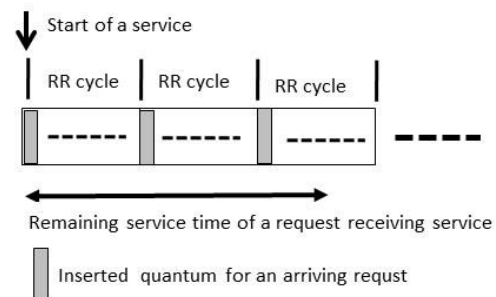 Start of a service
RR cycle RR cycle RR cycle
Remaining service time of a request receiving service
Inserted quantum for an arriving requst